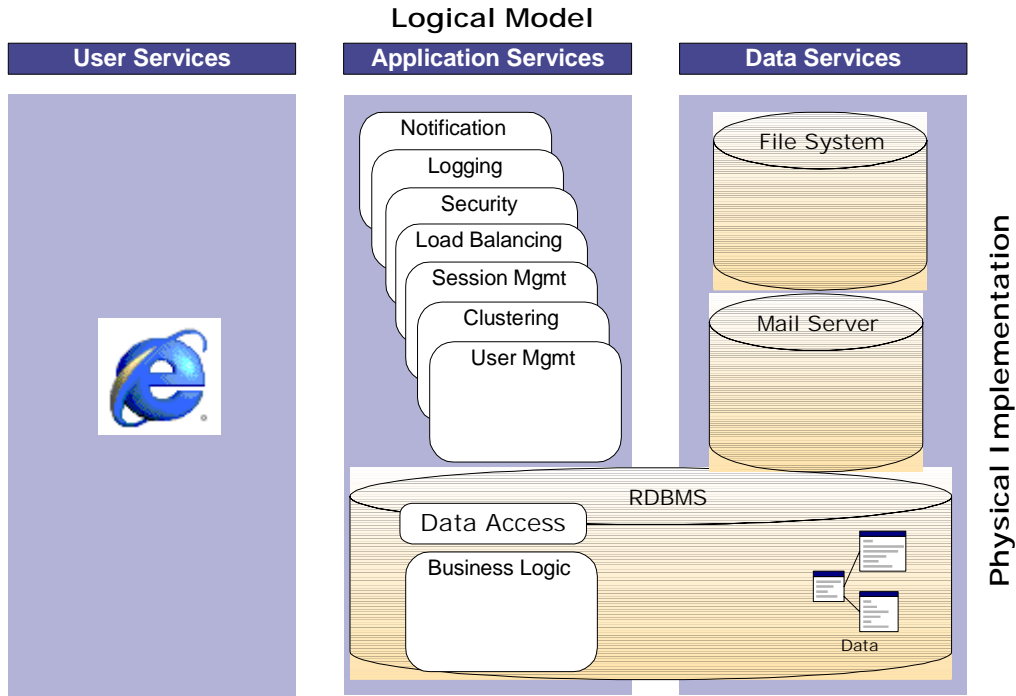 Logical Model
User Services
Application Services
Data Services
Notification
Logging
Security
Load Balancing
Session Mgmt
Clustering
User Mgmt
File System
Mail Server
RDBMS
Data Access
Business Logic
Data
Physical Implementation